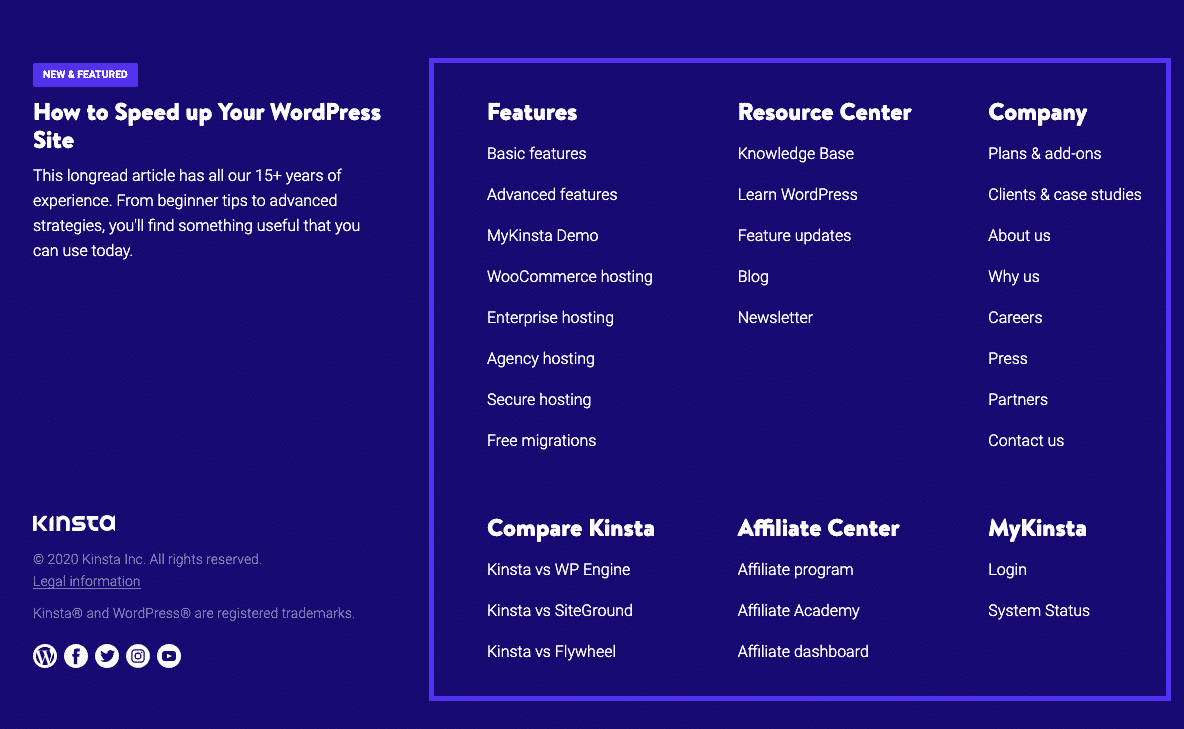 NEW & FEATURED
How to Speed up Your WordPress
Site
This longread article has all our 15+ years of
experience. From beginner tips to advanced
strategies, you'll find something useful that you
can use today.
KINSTA
© 2020 Kinsta Inc. All rights reserved.
Legal information
Kinsta® and WordPress® are registered trademarks.
Features
Basic features
Advanced features
MyKinsta Demo
WooCommerce hosting
Enterprise hosting
Agency hosting
Secure hosting
Free migrations
Resource Center
Knowledge Base
Learn WordPress
Feature updates
Blog
Newsletter
Company
Plans & add-ons
Clients & case studies
About us
Why us
Careers
Press
Partners
Contact us
Compare Kinsta
Kinsta vs WP Engine
Kinsta vs SiteGround
Kinsta vs Flywheel
Affiliate Center
Affiliate program
Affiliate Academy
Affiliate dashboard
MyKinsta
Login
System Status